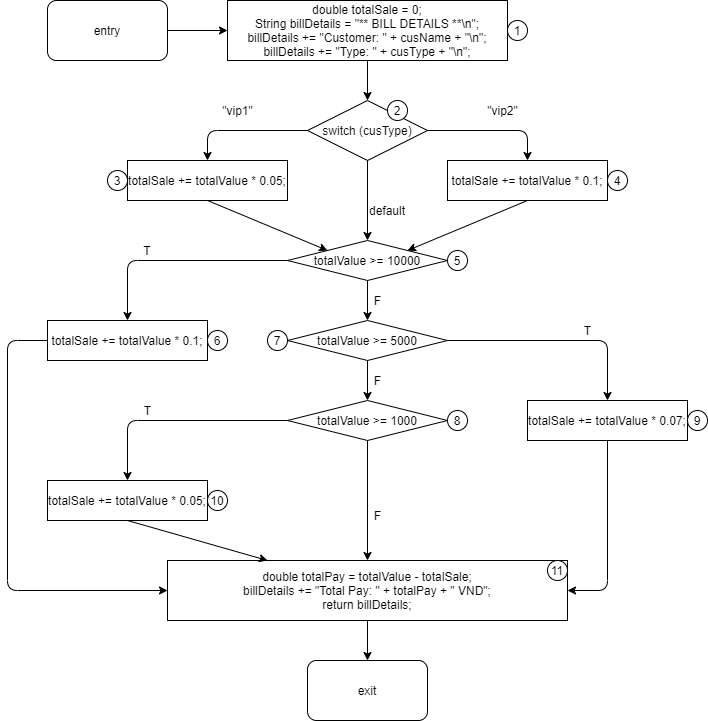 entry
double totalSale = 0;
String billDetails = "** BILL DETAILS **\n";
billDetails += "Customer: " + cusName + "\n";
billDetails += "Type: " + cusType + "\n";
1
"vip1"
2
"vip2"
switch (cusType)
3
totalSale += totalValue * 0.05;
totalSale += totalValue * 0.1;
4
default
T
totalValue >= 10000
5
F
totalSale += totalValue * 0.1;
6
7
totalValue >= 5000
T
F
T
totalValue >= 1000
8
totalSale += totalValue * 0.07;
9
totalSale += totalValue * 0.05;
10
F
11
double totalPay = totalValue - totalSale;
billDetails += "Total Pay: " + totalPay + " VND";
return billDetails;
exit